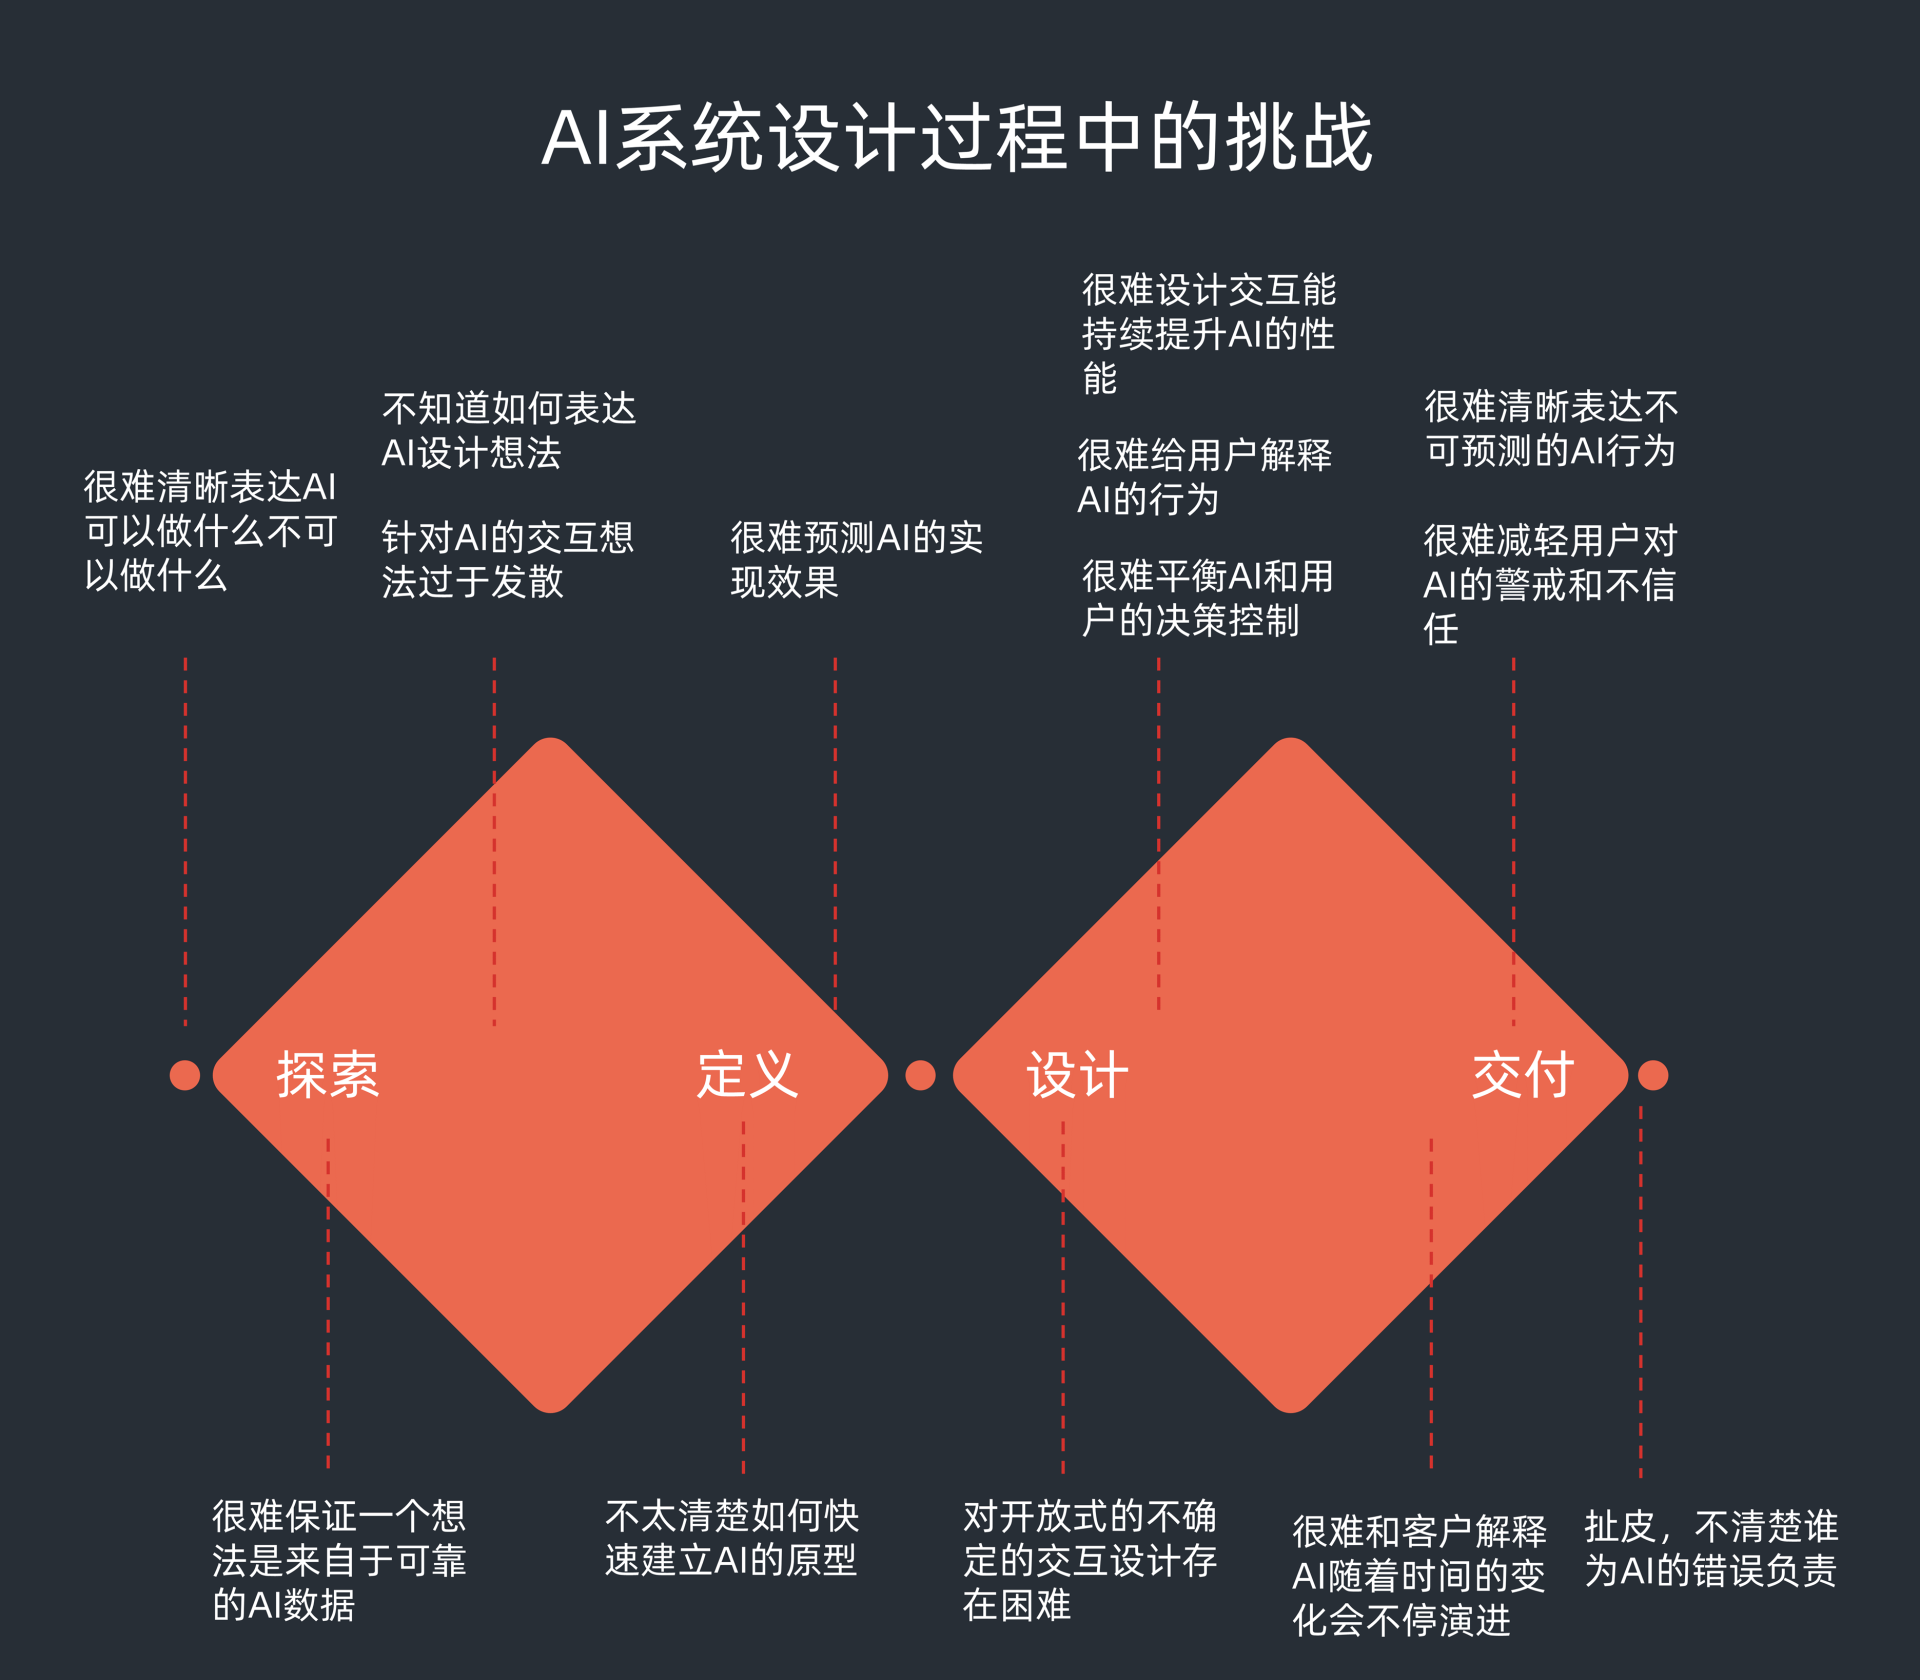 AI系统设计过程中的挑战
很难清晰表达AI
可以做什么不可
以做什么
不知道如何表达
AI设计想法
针对AI的交互想
法过于发散
很难预测AI的实
现效果
很难设计交互能
持续提升AI的性
能
很难给用户解释
AI的行为
很难平衡AI和用
户的决策控制
很难清晰表达不
可预测的AI行为
很难减轻用户对
AI的警戒和不信
任
探索
定义
设计
交付
很难保证一个想
法是来自于可靠
的AI数据
不太清楚如何快
速建立AI的原型
对开放式的不确
定的交互设计存
在困难
很难和客户解释
AI随着时间的变
化会不停演进
扯皮，不清楚谁
为AI的错误负责